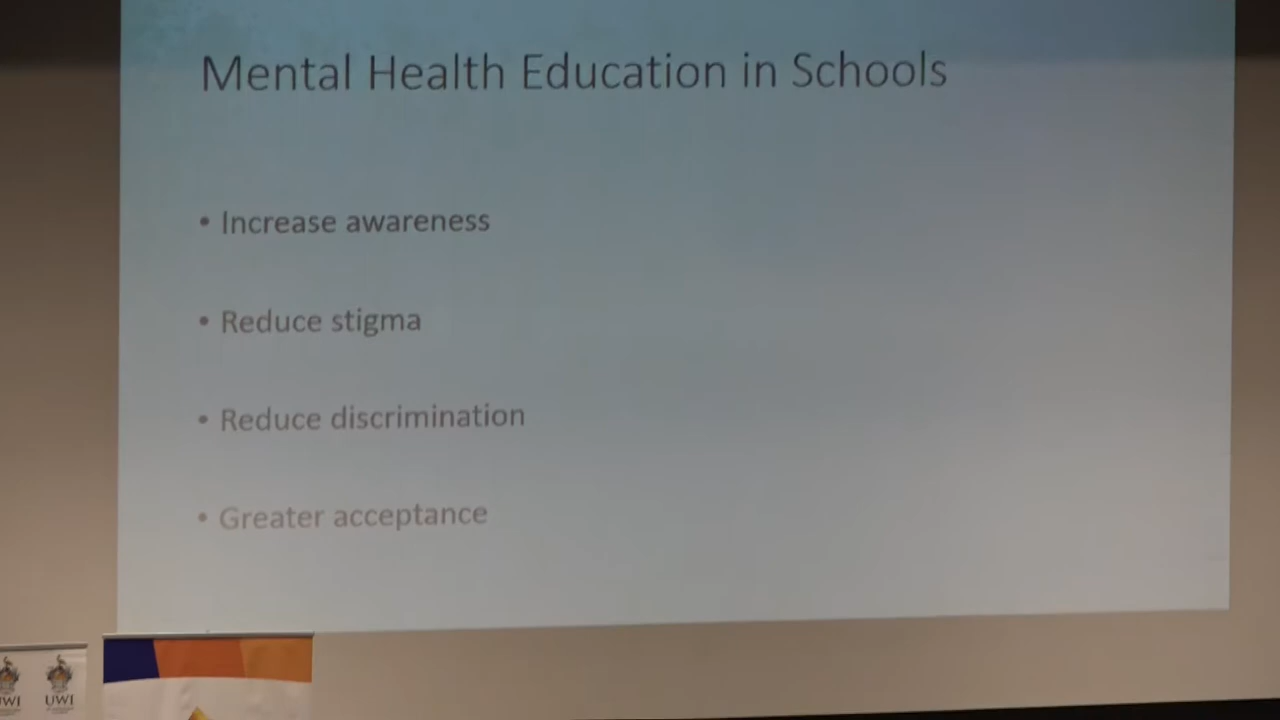 Mental Health Education in Schools
• Increase awareness
• Reduce stigma
• Reduce discrimination
• Greater acceptance
UWI
UWI